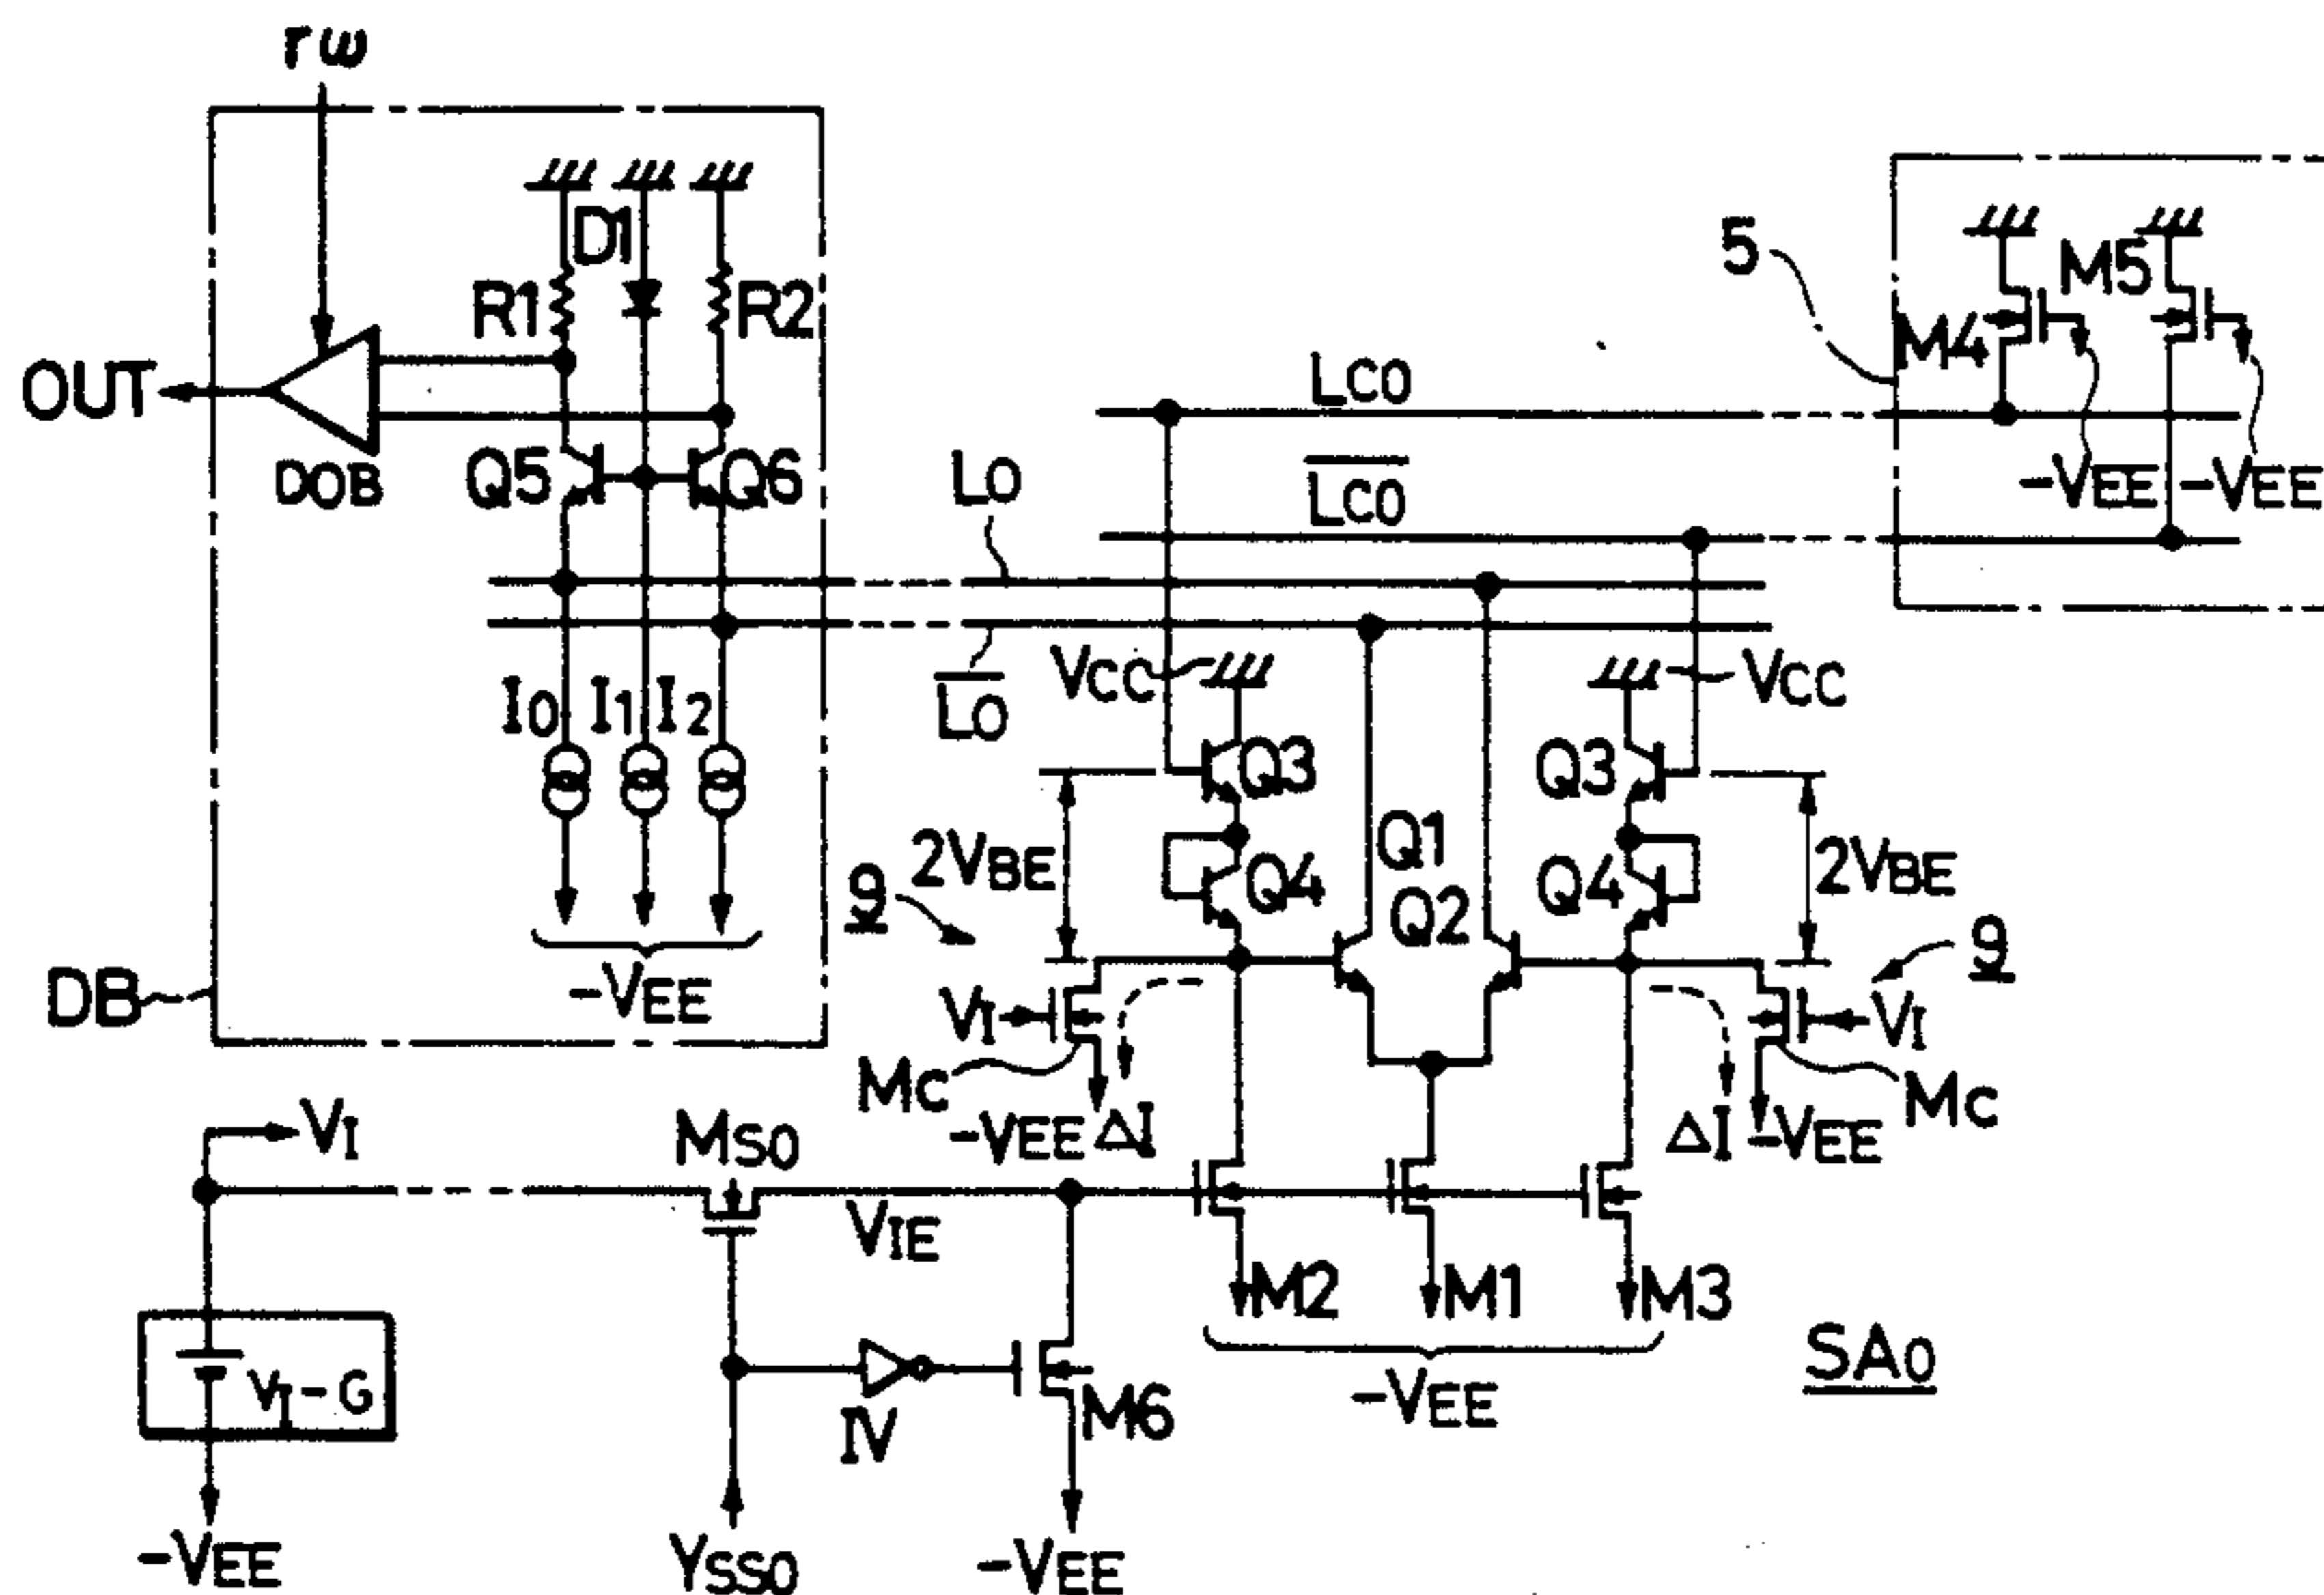 rω
D1
R1
R2
OUT
DOB
Q5
Q6
I0 I1 I2
-VEE
DB
L0
L̅0̅
LC0
L̅C̅0̅
5
M4
M5
-VEE -VEE
VCC
VCC
Q3
Q3
Q1
2VBE
Q4
Q2
Q4
2VBE
9
9
VI
VI
MC
MC
-VEE ΔI
ΔI -VEE
VI
MS0
VIE
M2
M1
M3
VI-G
IV
M6
-VEE
SA0
-VEE
YSS0
-VEE